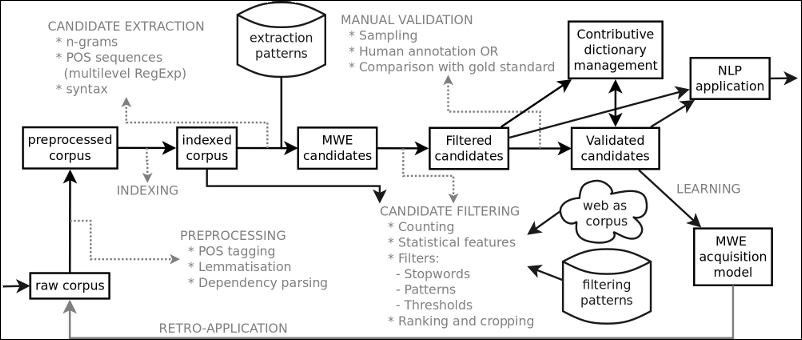 CANDIDATE EXTRACTION
* n-grams
* POS sequences
(multilevel RegExp)
* syntax
extraction
patterns
MANUAL VALIDATION
* Sampling
* Human annotation OR
* Comparison with gold standard
Contributive
dictionary
management
NLP
application
preprocessed
corpus
indexed
corpus
MWE
candidates
Filtered
candidates
Validated
candidates
INDEXING
LEARNING
PREPROCESSING
* POS tagging
* Lemmatisation
* Dependency parsing
CANDIDATE FILTERING
* Counting
* Statistical features
* Filters:
- Stopwords
- Patterns
- Thresholds
* Ranking and cropping
web as
corpus
filtering
patterns
MWE
acquisition
model
raw corpus
RETRO-APPLICATION